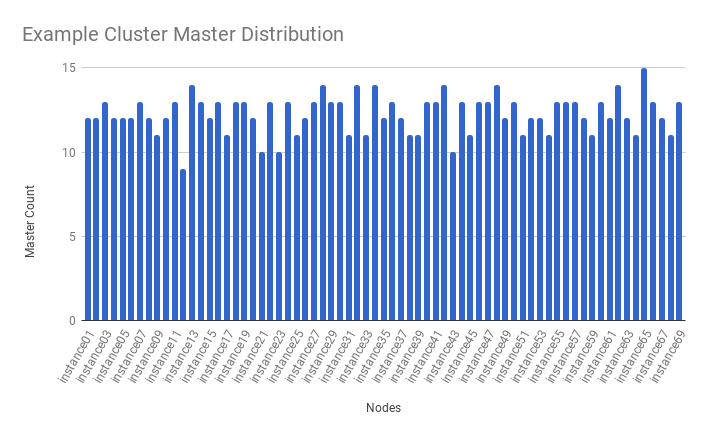 Example Cluster Master Distribution
15
10
5
0
Master Count
instance01
instance03
instance05
instance07
instance09
instance11
instance13
instance15
instance17
instance19
instance21
instance23
instance25
instance27
instance29
instance31
instance33
instance35
instance37
instance39
instance41
instance43
instance45
instance47
instance49
instance51
instance53
instance55
instance57
instance59
instance61
instance63
instance65
instance67
instance69
Nodes